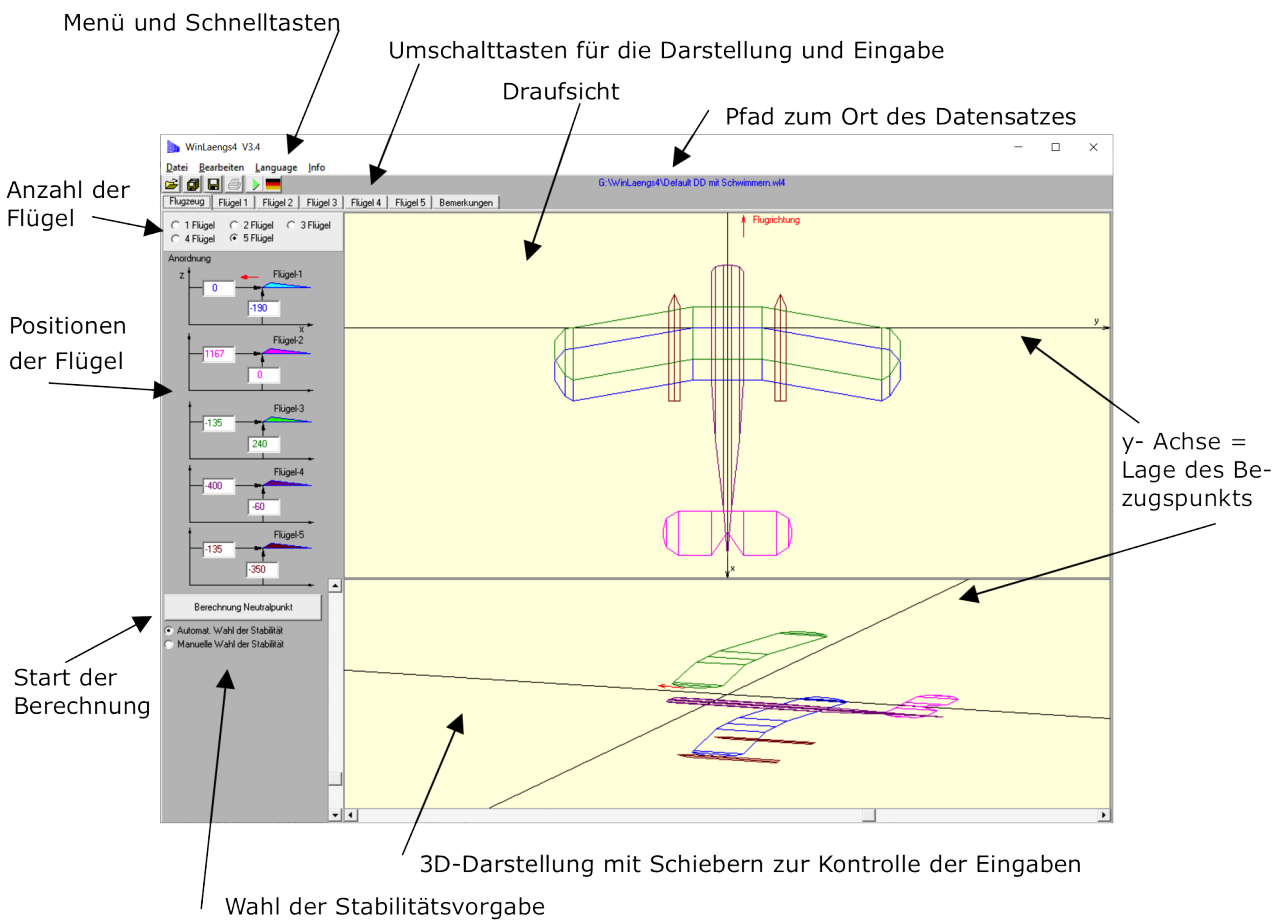 Menü und Schnelltasten
Umschalttasten für die Darstellung und Eingabe
Draufsicht
Pfad zum Ort des Datensatzes
WinLaengs4 V3.4
Datei Bearbeiten Language Info
G:\WinLaengs4\Default DD mit Schwimmern.wl4
Flugzeug Flügel 1 Flügel 2 Flügel 3 Flügel 4 Flügel 5 Bemerkungen
Anzahl der
Flügel
1 Flügel 2 Flügel 3 Flügel
4 Flügel 5 Flügel
Flugrichtung
Anordnung
z
Flügel-1
0
-190
x
Positionen
der Flügel
Flügel-2
1167
0
Flügel-3
-135
240
Flügel-4
-400
-60
Flügel-5
-135
-350
y
x
y- Achse =
Lage des Be-
zugspunkts
Berechnung Neutralpunkt
Automat. Wahl der Stabilität
Manuelle Wahl der Stabilität
Start der
Berechnung
3D-Darstellung mit Schiebern zur Kontrolle der Eingaben
Wahl der Stabilitätsvorgabe